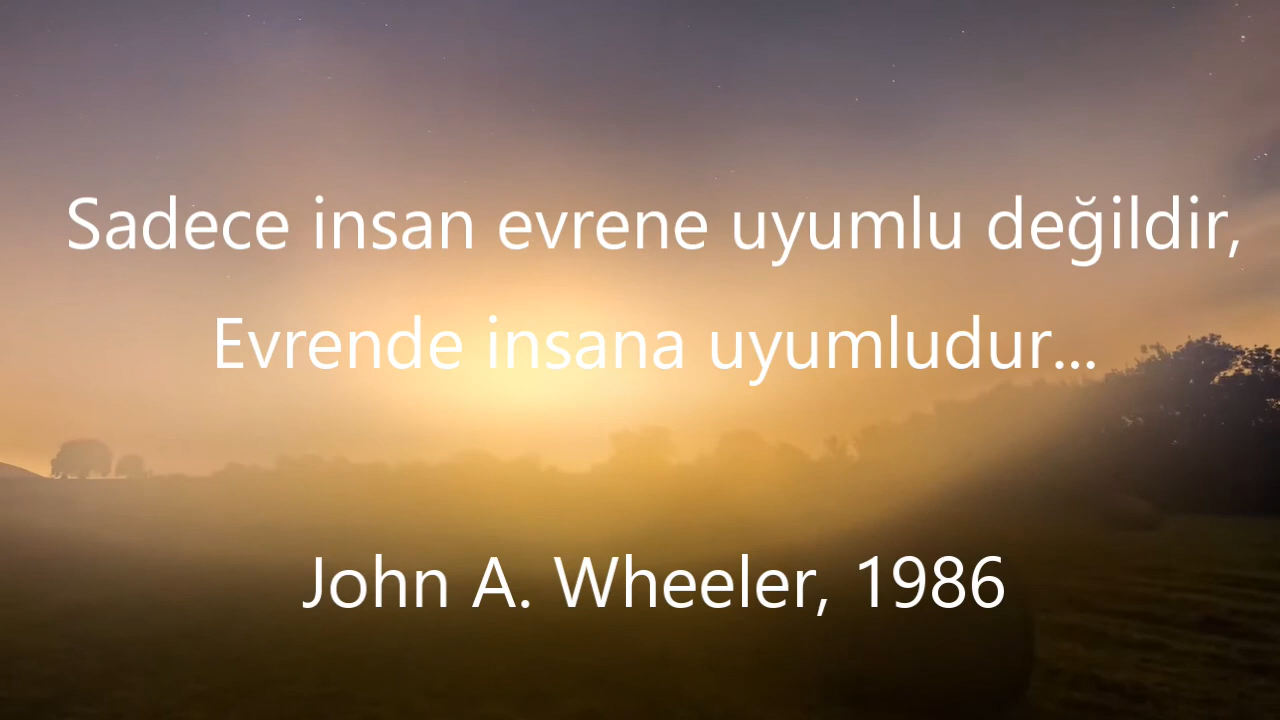 Sadece insan evrene uyumlu değildir,
Evrende insana uyumludur...
John A. Wheeler, 1986